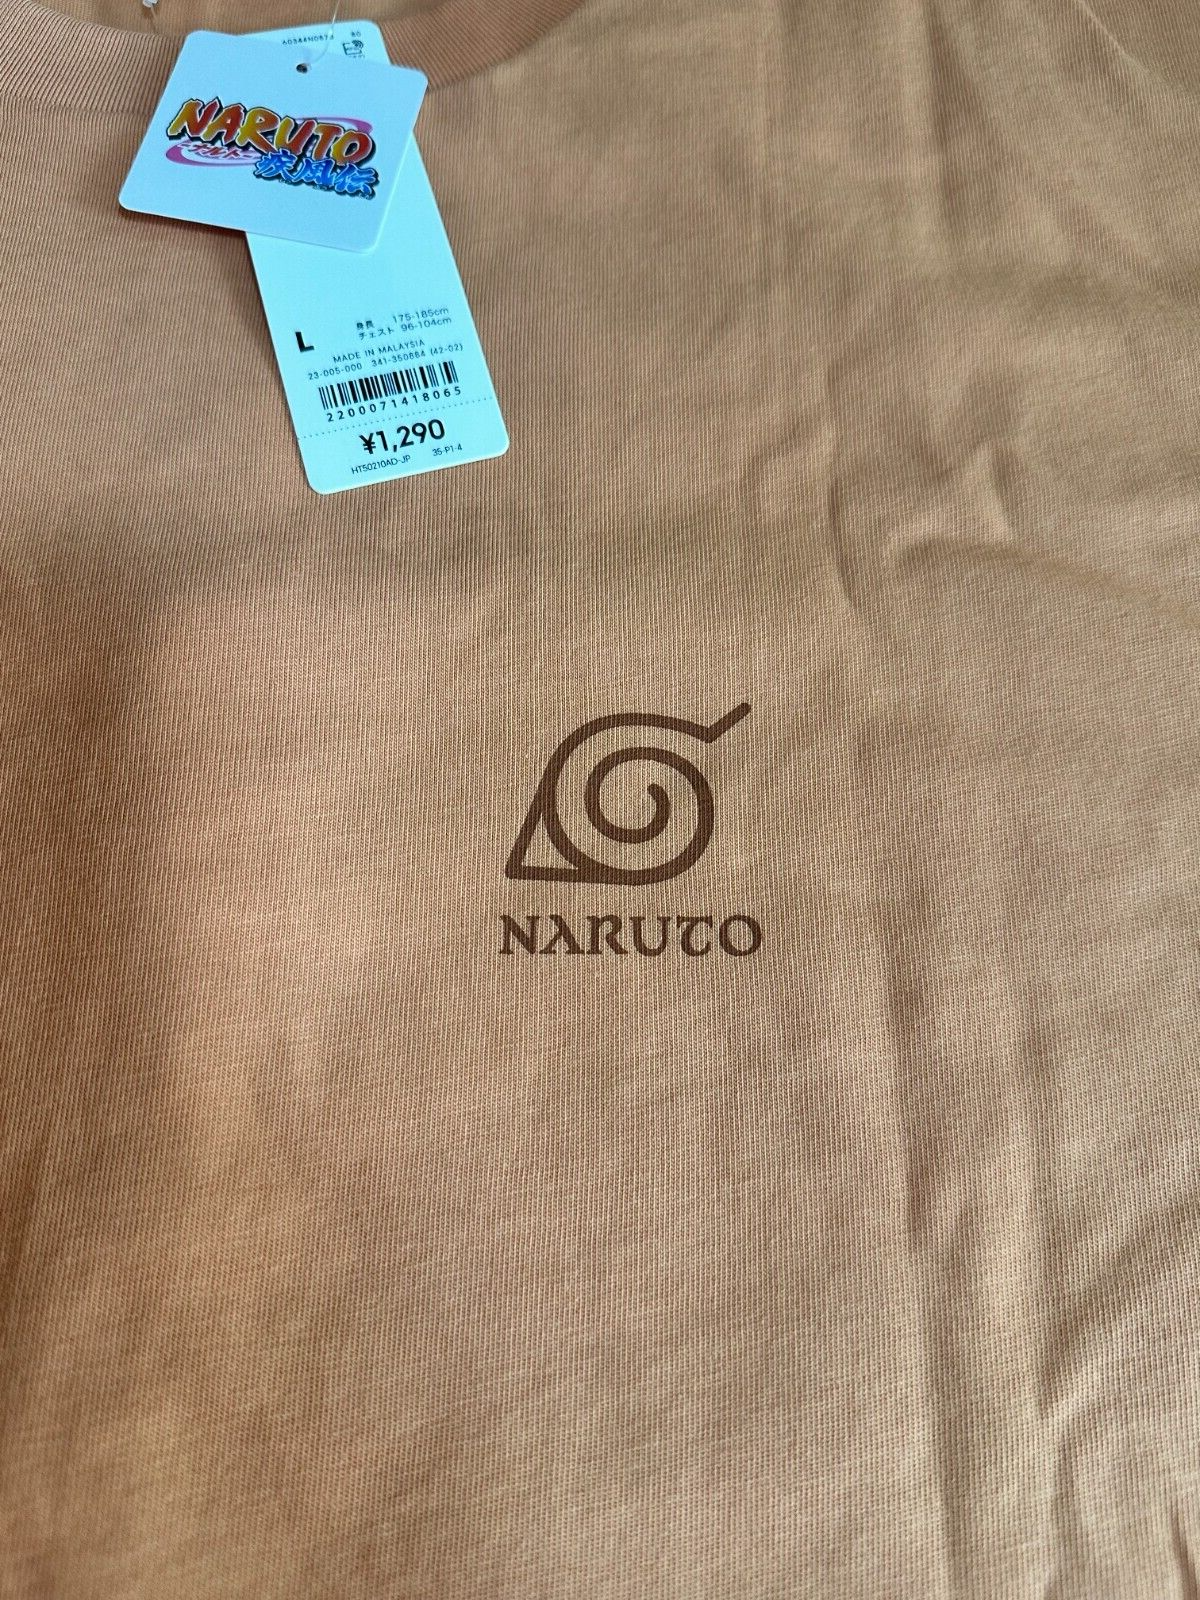 NARUTO
ナルト
疾風伝
L
身長 175-185cm
チェスト 96-104cm
MADE IN MALAYSIA
23-005-000 341-350884 (42-02)
2200071418065
¥1,290
HT50210AD-JP 35-P1-4
NARUTO